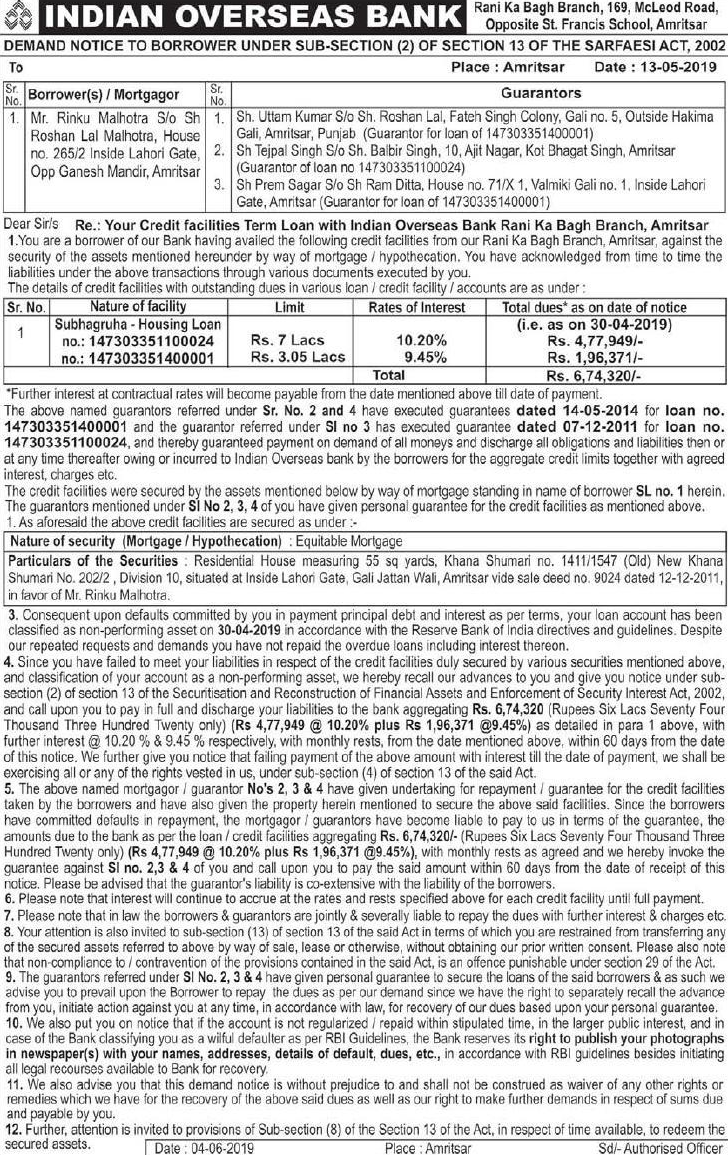 INDIAN OVERSEAS BANK
Rani Ka Bagh Branch, 169, McLeod Road,
Opposite St. Francis School, Amritsar
DEMAND NOTICE TO BORROWER UNDER SUB-SECTION (2) OF SECTION 13 OF THE SARFAESI ACT, 2002
To Place : Amritsar Date : 13-05-2019
Sr. No. Borrower(s) / Mortgagor Sr. No. Guarantors
1. Mr. Rinku Malhotra S/o Sh
Roshan Lal Malhotra, House
no. 265/2 Inside Lahori Gate,
Opp Ganesh Mandir, Amritsar
1. Sh. Uttam Kumar S/o Sh. Roshan Lal, Fateh Singh Colony, Gali no. 5, Outside Hakima
Gali, Amritsar, Punjab (Guarantor for loan of 147303351400001)
2. Sh Tejpal Singh S/o Sh. Balbir Singh, 10, Ajit Nagar, Kot Bhagat Singh, Amritsar
(Guarantor of loan no 147303351100024)
3. Sh Prem Sagar S/o Sh Ram Ditta, House no. 71/X 1, Valmiki Gali no. 1, Inside Lahori
Gate, Amritsar (Guarantor for loan of 147303351400001)
Dear Sir/s Re.: Your Credit facilities Term Loan with Indian Overseas Bank Rani Ka Bagh Branch, Amritsar
1.You are a borrower of our Bank having availed the following credit facilities from our Rani Ka Bagh Branch, Amritsar, against the
security of the assets mentioned hereunder by way of mortgage / hypothecation. You have acknowledged from time to time the
liabilities under the above transactions through various documents executed by you.
The details of credit facilities with outstanding dues in various loan / credit facility / accounts are as under :
Sr. No. Nature of facility Limit Rates of Interest Total dues* as on date of notice
1 Subhagruha - Housing Loan (i.e. as on 30-04-2019)
no.: 147303351100024 Rs. 7 Lacs 10.20% Rs. 4,77,949/-
no.: 147303351400001 Rs. 3.05 Lacs 9.45% Rs. 1,96,371/-
Total Rs. 6,74,320/-
*Further interest at contractual rates will become payable from the date mentioned above till date of payment.
The above named guarantors referred under Sr. No. 2 and 4 have executed guarantees dated 14-05-2014 for loan no.
147303351400001 and the guarantor referred under Sl no 3 has executed guarantee dated 07-12-2011 for loan no.
147303351100024, and thereby guaranteed payment on demand of all moneys and discharge all obligations and liabilities then or
at any time thereafter owing or incurred to Indian Overseas bank by the borrowers for the aggregate credit limits together with agreed
interest, charges etc.
The credit facilities were secured by the assets mentioned below by way of mortgage standing in name of borrower SL no. 1 herein.
The guarantors mentioned under Sl No 2, 3, 4 of you have given personal guarantee for the credit facilities as mentioned above.
1. As aforesaid the above credit facilities are secured as under :-
Nature of security (Mortgage / Hypothecation) : Equitable Mortgage
Particulars of the Securities : Residential House measuring 55 sq yards, Khana Shumari no. 1411/1547 (Old) New Khana
Shumari No. 202/2 , Division 10, situated at Inside Lahori Gate, Gali Jattan Wali, Amritsar vide sale deed no. 9024 dated 12-12-2011,
in favor of Mr. Rinku Malhotra.
3. Consequent upon defaults committed by you in payment principal debt and interest as per terms, your loan account has been
classified as non-performing asset on 30-04-2019 in accordance with the Reserve Bank of India directives and guidelines. Despite
our repeated requests and demands you have not repaid the overdue loans including interest thereon.
4. Since you have failed to meet your liabilities in respect of the credit facilities duly secured by various securities mentioned above,
and classification of your account as a non-performing asset, we hereby recall our advances to you and give you notice under sub-
section (2) of section 13 of the Securitisation and Reconstruction of Financial Assets and Enforcement of Security Interest Act, 2002,
and call upon you to pay in full and discharge your liabilities to the bank aggregating Rs. 6,74,320 (Rupees Six Lacs Seventy Four
Thousand Three Hundred Twenty only) (Rs 4,77,949 @ 10.20% plus Rs 1,96,371 @9.45%) as detailed in para 1 above, with
further interest @ 10.20 % & 9.45 % respectively, with monthly rests, from the date mentioned above, within 60 days from the date
of this notice. We further give you notice that failing payment of the above amount with interest till the date of payment, we shall be
exercising all or any of the rights vested in us, under sub-section (4) of section 13 of the said Act.
5. The above named mortgagor / guarantor No's 2, 3 & 4 have given undertaking for repayment / guarantee for the credit facilities
taken by the borrowers and have also given the property herein mentioned to secure the above said facilities. Since the borrowers
have committed defaults in repayment, the mortgagor / guarantors have become liable to pay to us in terms of the guarantee, the
amounts due to the bank as per the loan / credit facilities aggregating Rs. 6,74,320/- (Rupees Six Lacs Seventy Four Thousand Three
Hundred Twenty only) (Rs 4,77,949 @ 10.20% plus Rs 1,96,371 @9.45%), with monthly rests as agreed and we hereby invoke the
guarantee against Sl no. 2,3 & 4 of you and call upon you to pay the said amount within 60 days from the date of receipt of this
notice. Please be advised that the guarantor's liability is co-extensive with the liability of the borrowers.
6. Please note that interest will continue to accrue at the rates and rests specified above for each credit facility until full payment.
7. Please note that in law the borrowers & guarantors are jointly & severally liable to repay the dues with further interest & charges etc.
8. Your attention is also invited to sub-section (13) of section 13 of the said Act in terms of which you are restrained from transferring any
of the secured assets referred to above by way of sale, lease or otherwise, without obtaining our prior written consent. Please also note
that non-compliance to / contravention of the provisions contained in the said Act, is an offence punishable under section 29 of the Act.
9. The guarantors referred under Sl No. 2, 3 & 4 have given personal guarantee to secure the loans of the said borrowers & as such we
advise you to prevail upon the Borrower to repay the dues as per our demand since we have the right to separately recall the advance
from you, initiate action against you at any time, in accordance with law, for recovery of our dues based upon your personal guarantee.
10. We also put you on notice that if the account is not regularized / repaid within stipulated time, in the larger public interest, and in
case of the Bank classifying you as a wilful defaulter as per RBI Guidelines, the Bank reserves its right to publish your photographs
in newspaper(s) with your names, addresses, details of default, dues, etc., in accordance with RBI guidelines besides initiating
all legal recourses available to Bank for recovery.
11. We also advise you that this demand notice is without prejudice to and shall not be construed as waiver of any other rights or
remedies which we have for the recovery of the above said dues as well as our right to make further demands in respect of sums due
and payable by you.
12. Further, attention is invited to provisions of Sub-section (8) of the Section 13 of the Act, in respect of time available, to redeem the
secured assets. Date : 04-06-2019 Place : Amritsar Sd/- Authorised Officer